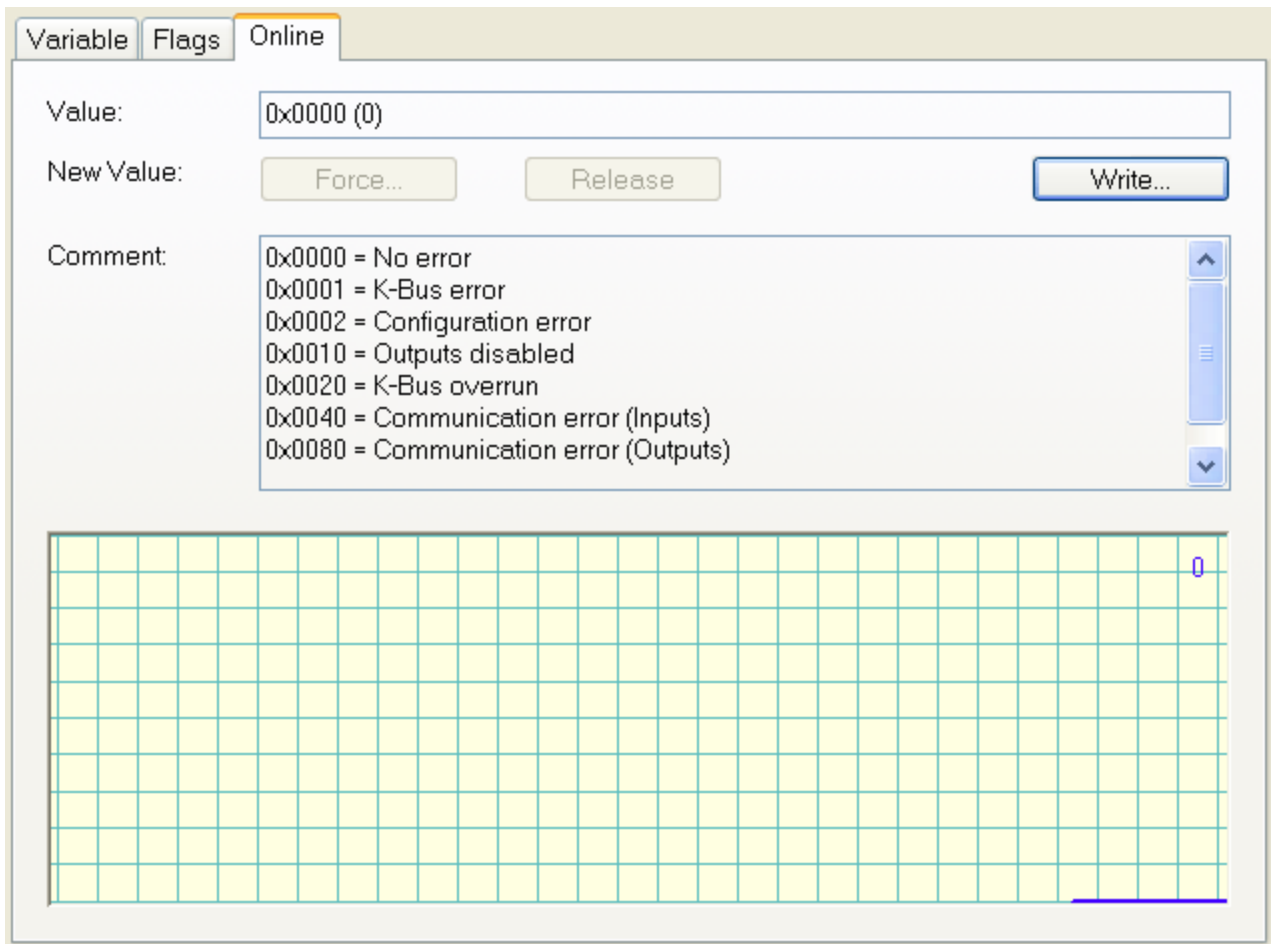 Variable Flags Online
Value: 0x0000 (0)
New Value: Force... Release Write...
Comment: 0x0000 = No error
0x0001 = K-Bus error
0x0002 = Configuration error
0x0010 = Outputs disabled
0x0020 = K-Bus overrun
0x0040 = Communication error (Inputs)
0x0080 = Communication error (Outputs)
0